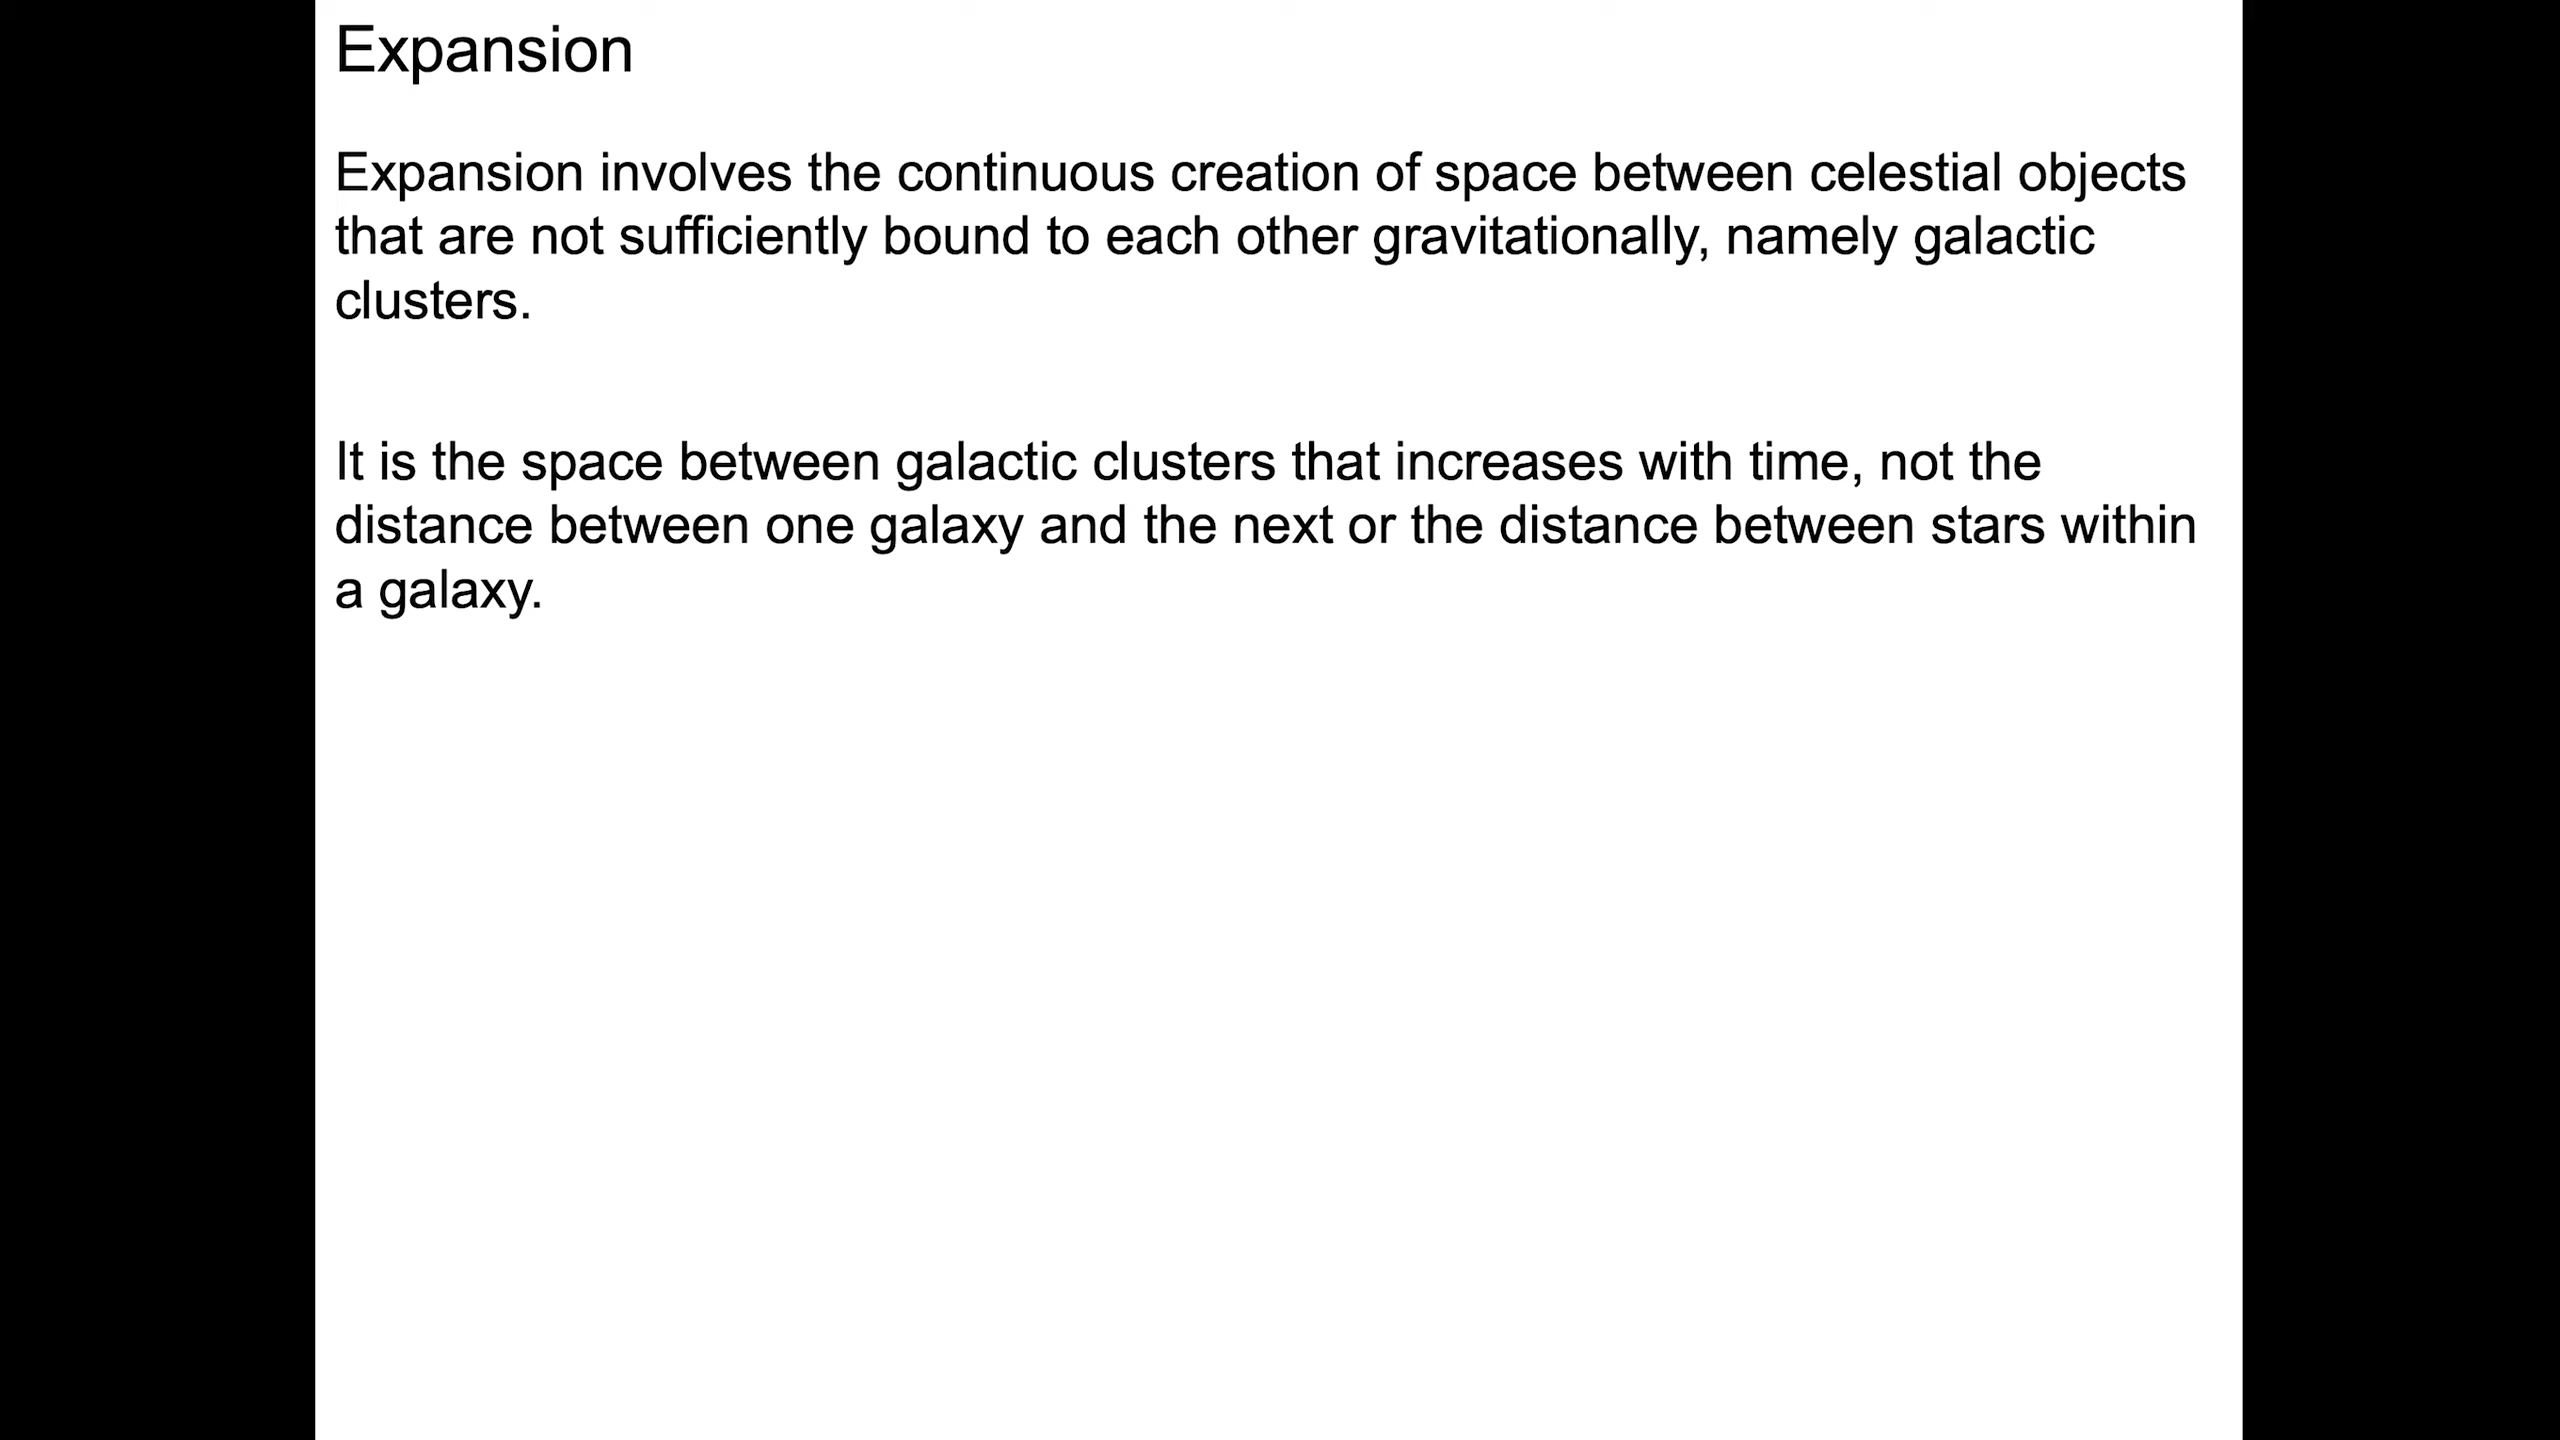 Expansion
Expansion involves the continuous creation of space between celestial objects
that are not sufficiently bound to each other gravitationally, namely galactic
clusters.
It is the space between galactic clusters that increases with time, not the
distance between one galaxy and the next or the distance between stars within
a galaxy.